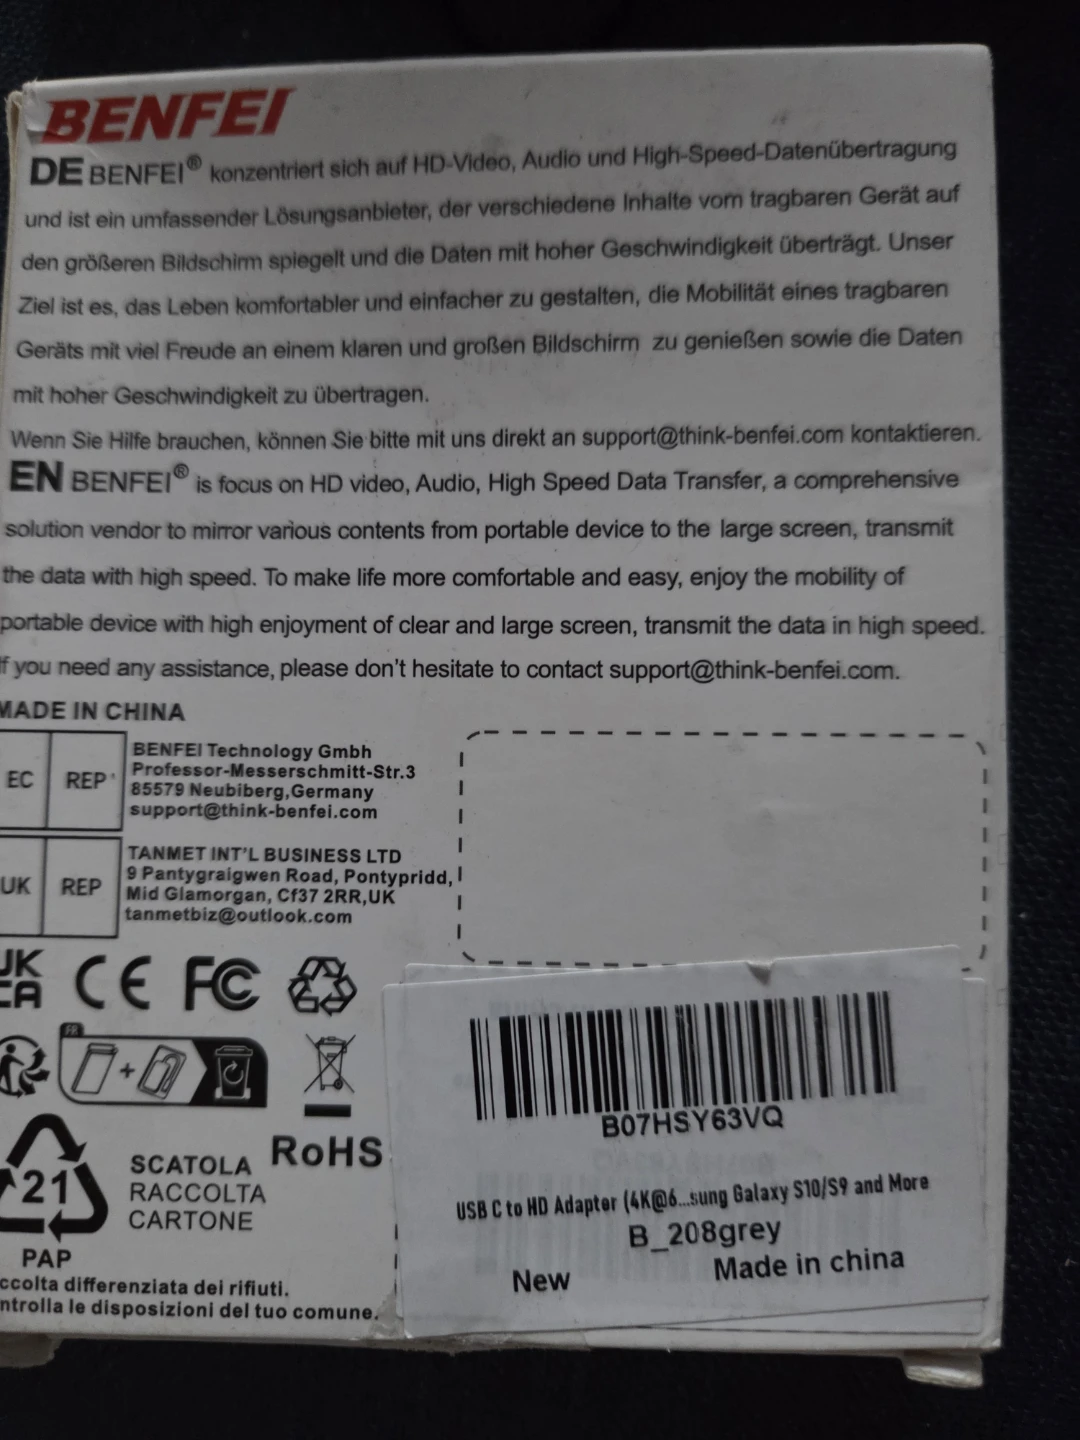 BENFEI
DE BENFEI® konzentriert sich auf HD-Video, Audio und High-Speed-Datenübertragung
und ist ein umfassender Lösungsanbieter, der verschiedene Inhalte vom tragbaren Gerät auf
den größeren Bildschirm spiegelt und die Daten mit hoher Geschwindigkeit überträgt. Unser
Ziel ist es, das Leben komfortabler und einfacher zu gestalten, die Mobilität eines tragbaren
Geräts mit viel Freude an einem klaren und großen Bildschirm zu genießen sowie die Daten
mit hoher Geschwindigkeit zu übertragen.
Wenn Sie Hilfe brauchen, können Sie bitte mit uns direkt an support@think-benfei.com kontaktieren.
EN BENFEI® is focus on HD video, Audio, High Speed Data Transfer, a comprehensive
solution vendor to mirror various contents from portable device to the large screen, transmit
the data with high speed. To make life more comfortable and easy, enjoy the mobility of
portable device with high enjoyment of clear and large screen, transmit the data in high speed.
If you need any assistance, please don't hesitate to contact support@think-benfei.com.
MADE IN CHINA
EC REP
BENFEI Technology Gmbh
Professor-Messerschmitt-Str.3
85579 Neubiberg,Germany
support@think-benfei.com
UK REP
TANMET INT'L BUSINESS LTD
9 Pantygraigwen Road, Pontypridd,
Mid Glamorgan, Cf37 2RR,UK
tanmetbiz@outlook.com
UK
CA CE FC
FR
+
RoHS
21
PAP
SCATOLA
RACCOLTA
CARTONE
ccolta differenziata dei rifiuti.
ntrolla le disposizioni del tuo comune.
B07HSY63VQ
USB C to HD Adapter (4K@6...sung Galaxy S10/S9 and More
B_208grey
New
Made in china